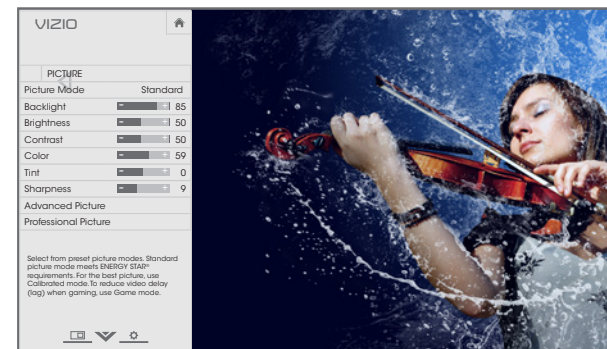 VIZIO
PICTURE
Picture Mode Standard
Backlight 85
Brightness 50
Contrast 50
Color 59
Tint 0
Sharpness 9
Advanced Picture
Professional Picture
Select from preset picture modes. Standard
picture mode meets ENERGY STAR®
requirements. For the best picture, use
Calibrated mode. To reduce video delay
(lag) when gaming, use Game mode.